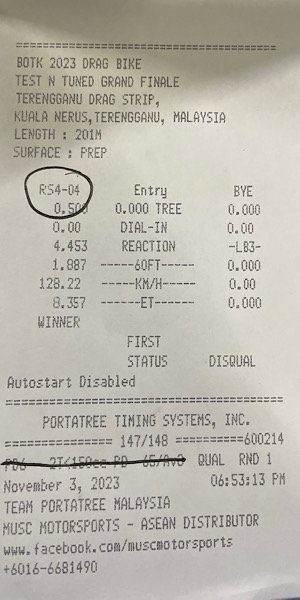 BOTK 2023 DRAG BIKE
TEST N TUNED GRAND FINALE
TERENGGANU DRAG STRIP,
KUALA NERUS,TERENGGANU, MALAYSIA
LENGTH : 201M
SURFACE : PREP
RS4-04 Entry BYE
0.500 0.000 TREE 0.000
0.00 DIAL-IN 0.00
4.453 REACTION -LB3-
1.887 -----60FT----- 0.000
128.22 -----KM/H----- 0.00
8.357 ------ET------ 0.000
WINNER
FIRST
STATUS DISQUAL
Autostart Disabled
PORTATREE TIMING SYSTEMS, INC.
=============== 147/148 ==========600214
QUAL RND 1
November 3, 2023 06:53:13 PM
TEAM PORTATREE MALAYSIA
MUSC MOTORSPORTS - ASEAN DISTRIBUTOR
www.facebook.com/muscmotorsports
+6016-6681490